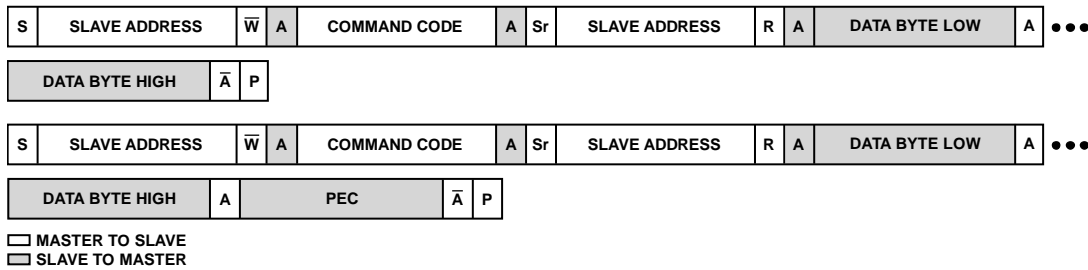 S SLAVE ADDRESS W̅ A COMMAND CODE A Sr SLAVE ADDRESS R A DATA BYTE LOW A •••
DATA BYTE HIGH A̅ P
S SLAVE ADDRESS W̅ A COMMAND CODE A Sr SLAVE ADDRESS R A DATA BYTE LOW A •••
DATA BYTE HIGH A PEC A̅ P
MASTER TO SLAVE
SLAVE TO MASTER